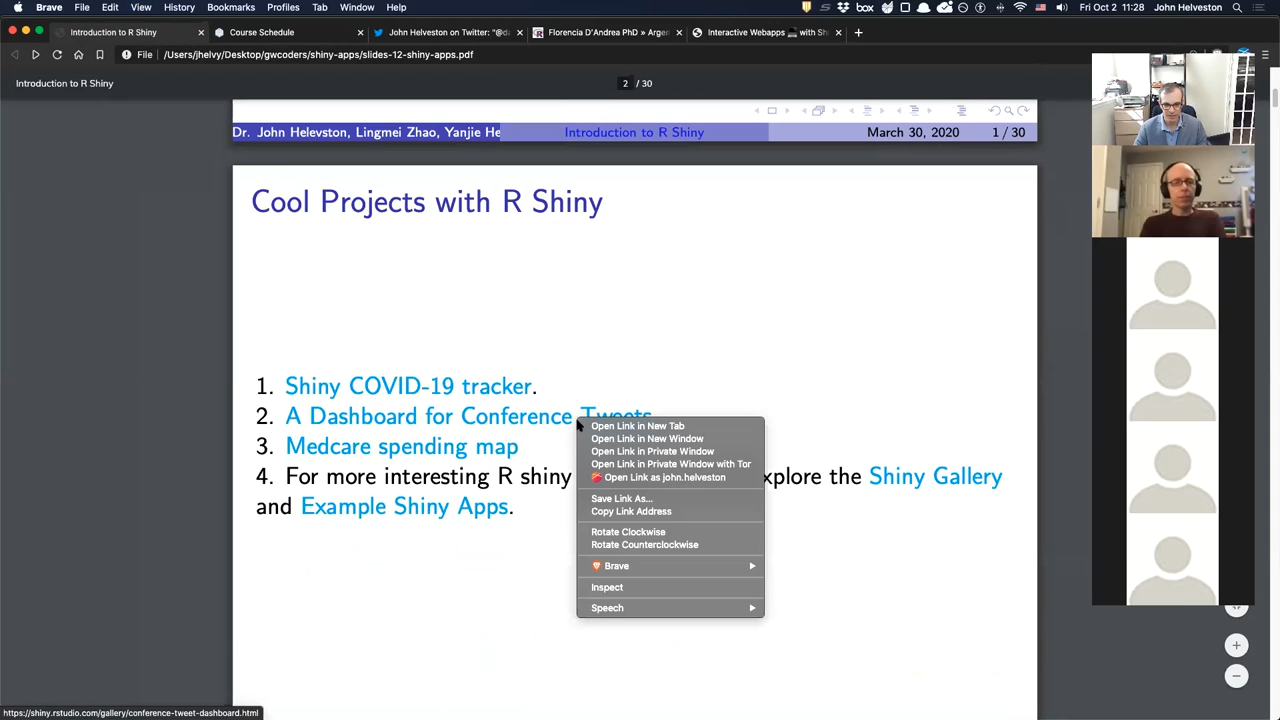 Brave File Edit View History Bookmarks Profiles Tab Window Help box Fri Oct 2 11:28 John Helveston
Introduction to R Shiny Course Schedule John Helveston on Twitter: "@da Florencia D'Andrea PhD » Argen Interactive Webapps with Sh
File /Users/jhelvy/Desktop/gwcoders/shiny-apps/slides-12-shiny-apps.pdf
Introduction to R Shiny 2 / 30
Dr. John Helevston, Lingmei Zhao, Yanjie He Introduction to R Shiny March 30, 2020 1 / 30
Cool Projects with R Shiny
1. Shiny COVID-19 tracker.
2. A Dashboard for Conference Tweets
3. Medcare spending map
4. For more interesting R shiny xplore the Shiny Gallery
and Example Shiny Apps.
Open Link in New Tab
Open Link in New Window
Open Link in Private Window
Open Link in Private Window with Tor
Open Link as john.helveston
Save Link As...
Copy Link Address
Rotate Clockwise
Rotate Counterclockwise
Brave
Inspect
Speech
https://shiny.rstudio.com/gallery/conference-tweet-dashboard.html